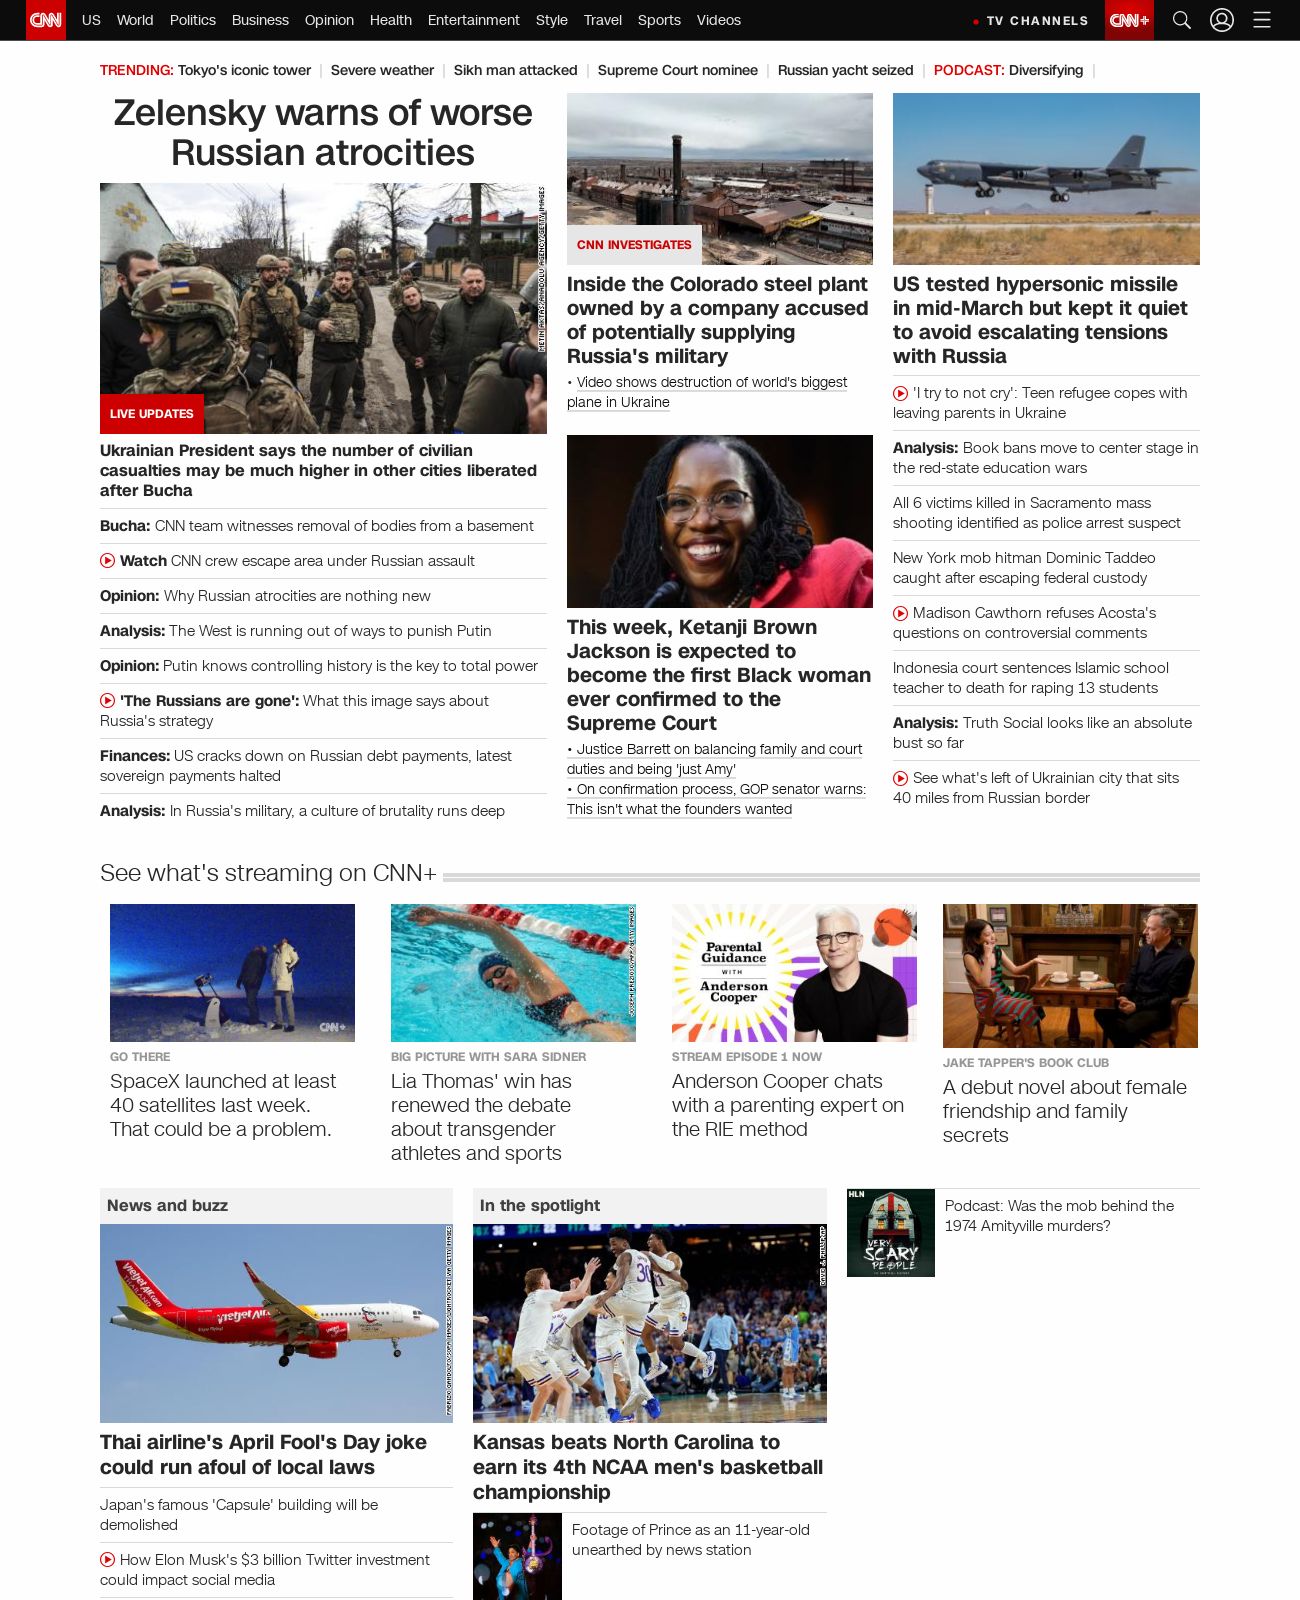 CNN US World Politics Business Opinion Health Entertainment Style Travel Sports Videos TV CHANNELS CNN+
TRENDING: Tokyo's iconic tower Severe weather Sikh man attacked Supreme Court nominee Russian yacht seized PODCAST: Diversifying
Zelensky warns of worse
Russian atrocities
METIN AKTAS/ANADOLU AGENCY/GETTY IMAGES
LIVE UPDATES
Ukrainian President says the number of civilian
casualties may be much higher in other cities liberated
after Bucha
Bucha: CNN team witnesses removal of bodies from a basement
Watch CNN crew escape area under Russian assault
Opinion: Why Russian atrocities are nothing new
Analysis: The West is running out of ways to punish Putin
Opinion: Putin knows controlling history is the key to total power
'The Russians are gone': What this image says about
Russia's strategy
Finances: US cracks down on Russian debt payments, latest
sovereign payments halted
Analysis: In Russia's military, a culture of brutality runs deep
CNN INVESTIGATES
Inside the Colorado steel plant
owned by a company accused
of potentially supplying
Russia's military
• Video shows destruction of world's biggest
plane in Ukraine
This week, Ketanji Brown
Jackson is expected to
become the first Black woman
ever confirmed to the
Supreme Court
• Justice Barrett on balancing family and court
duties and being 'just Amy'
• On confirmation process, GOP senator warns:
This isn't what the founders wanted
US tested hypersonic missile
in mid-March but kept it quiet
to avoid escalating tensions
with Russia
'I try to not cry': Teen refugee copes with
leaving parents in Ukraine
Analysis: Book bans move to center stage in
the red-state education wars
All 6 victims killed in Sacramento mass
shooting identified as police arrest suspect
New York mob hitman Dominic Taddeo
caught after escaping federal custody
Madison Cawthorn refuses Acosta's
questions on controversial comments
Indonesia court sentences Islamic school
teacher to death for raping 13 students
Analysis: Truth Social looks like an absolute
bust so far
See what's left of Ukrainian city that sits
40 miles from Russian border
See what's streaming on CNN+
CNN+
GO THERE
SpaceX launched at least
40 satellites last week.
That could be a problem.
JOSEPH PREZIOSO/AFP/GETTY IMAGES
BIG PICTURE WITH SARA SIDNER
Lia Thomas' win has
renewed the debate
about transgender
athletes and sports
Parental
Guidance
WITH
Anderson
Cooper
STREAM EPISODE 1 NOW
Anderson Cooper chats
with a parenting expert on
the RIE method
JAKE TAPPER'S BOOK CLUB
A debut novel about female
friendship and family
secrets
News and buzz
VietjetAir.com
THAILAND
VietjetAir.com
Thai airline's April Fool's Day joke
could run afoul of local laws
Japan's famous 'Capsule' building will be
demolished
How Elon Musk's $3 billion Twitter investment
could impact social media
In the spotlight
30
11
Kansas beats North Carolina to
earn its 4th NCAA men's basketball
championship
Footage of Prince as an 11-year-old
unearthed by news station
HLN
VERY
SCARY
PEOPLE
Podcast: Was the mob behind the
1974 Amityville murders?